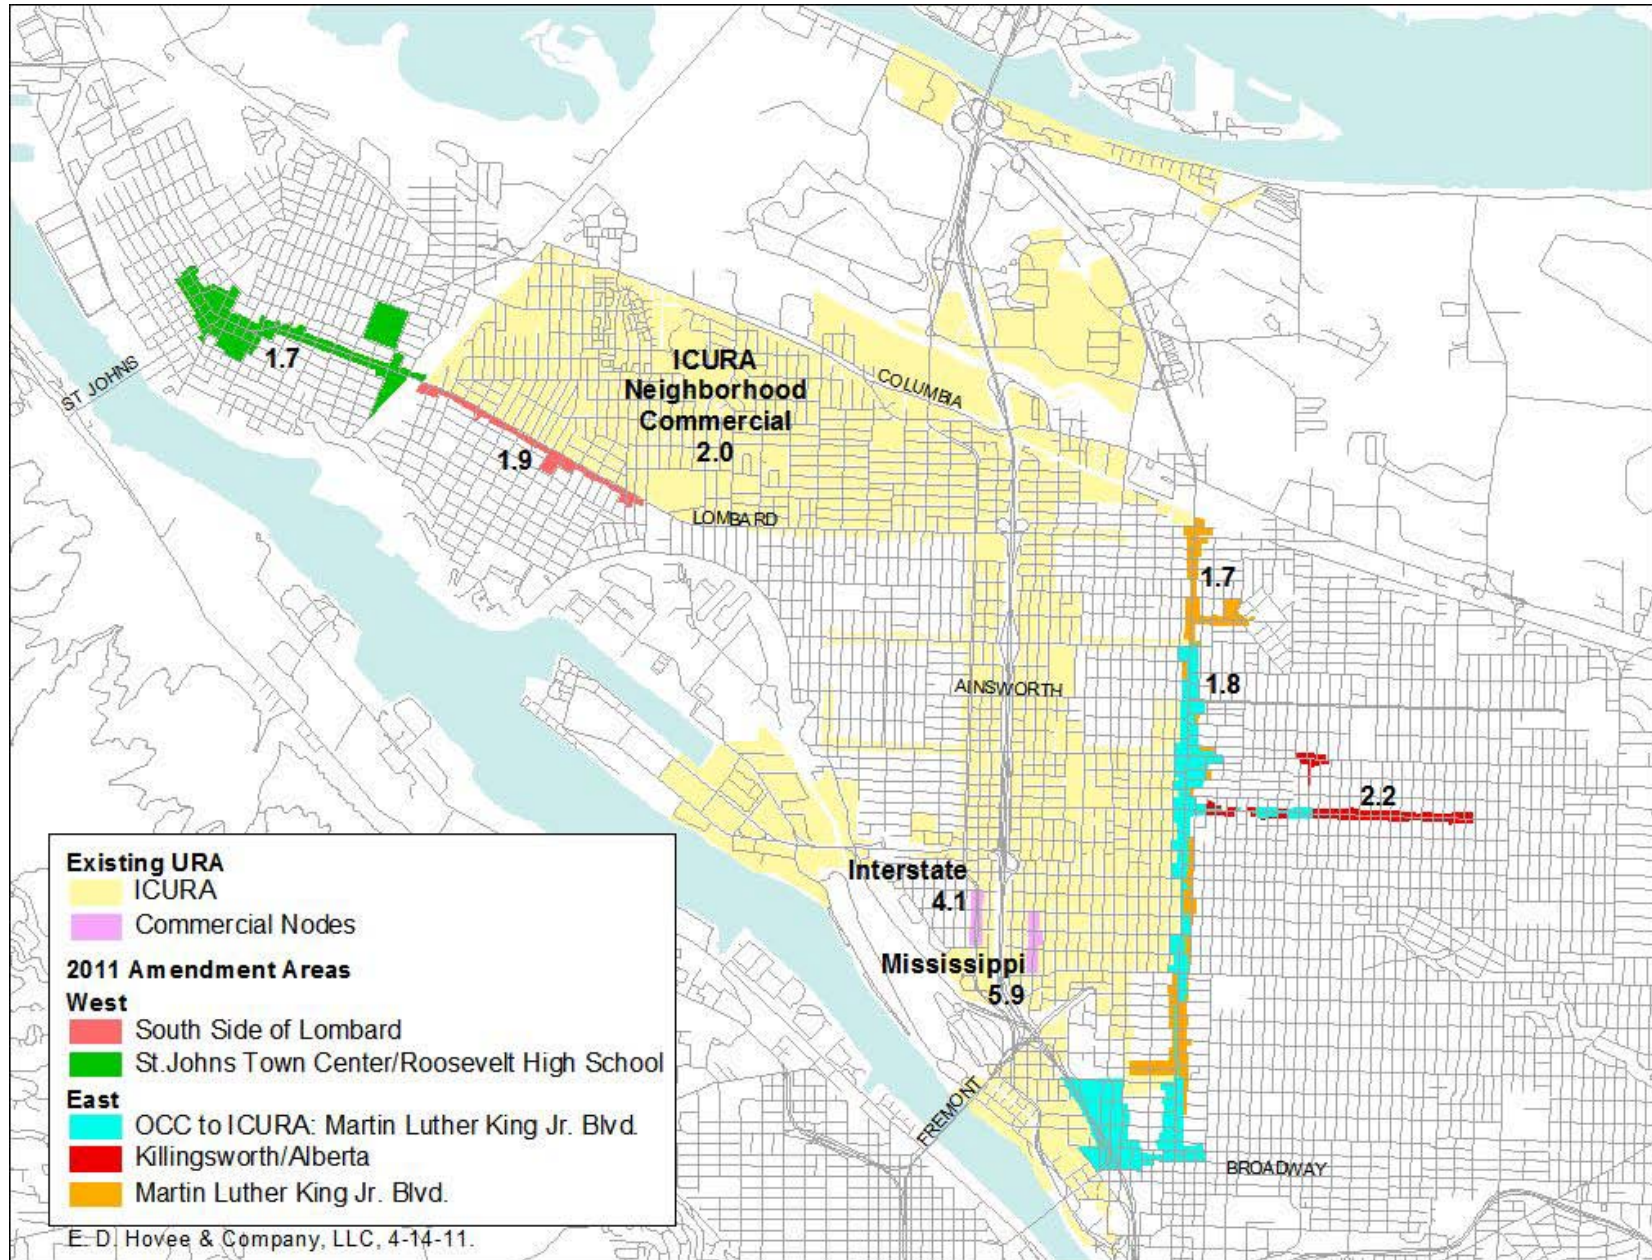 ICURA
Neighborhood
Commercial
2.0
COLUMBIA
1.7
ST JOHNS
1.9
LOMBARD
1.7
1.8
AINSWORTH
2.2
Interstate
4.1
Mississippi
5.9
FREMONT
BROADWAY
Existing URA
ICURA
Commercial Nodes
2011 Amendment Areas
West
South Side of Lombard
St.Johns Town Center/Roosevelt High School
East
OCC to ICURA: Martin Luther King Jr. Blvd.
Killingsworth/Alberta
Martin Luther King Jr. Blvd.
E. D. Hovee & Company, LLC, 4-14-11.